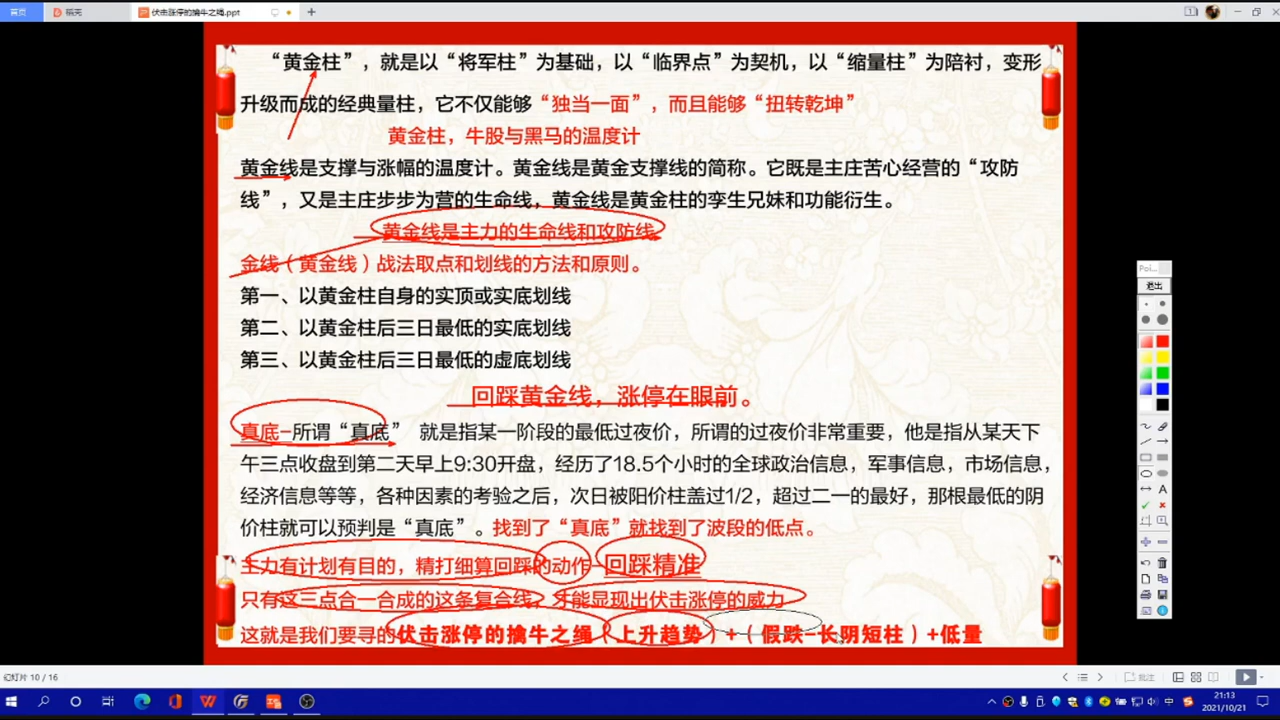 首页
稻壳
伏击涨停的擒牛之绳.ppt
“黄金柱”，就是以“将军柱”为基础，以“临界点”为契机，以“缩量柱”为陪衬，变形
升级而成的经典量柱，它不仅能够“独当一面”，而且能够“扭转乾坤”
黄金柱，牛股与黑马的温度计
黄金线是支撑与涨幅的温度计。黄金线是黄金支撑线的简称。它既是主庄苦心经营的“攻防
线”，又是主庄步步为营的生命线，黄金线是黄金柱的孪生兄妹和功能衍生。
黄金线是主力的生命线和攻防线。
金线（黄金线）战法取点和划线的方法和原则。
第一、以黄金柱自身的实顶或实底划线
第二、以黄金柱后三日最低的实底划线
第三、以黄金柱后三日最低的虚底划线
回踩黄金线，涨停在眼前。
真底-所谓“真底” 就是指某一阶段的最低过夜价，所谓的过夜价非常重要，他是指从某天下
午三点收盘到第二天早上9:30开盘，经历了18.5个小时的全球政治信息，军事信息，市场信息，
经济信息等等，各种因素的考验之后，次日被阳价柱盖过1/2，超过二一的最好，那根最低的阴
价柱就可以预判是“真底”。找到了“真底”就找到了波段的低点。
主力有计划有目的，精打细算回踩的动作-回踩精准
只有这三点合一合成的这条复合线，才能显现出伏击涨停的威力
这就是我们要寻的伏击涨停的擒牛之绳（上升趋势）+（假跌-长阴短柱）+低量
Poi...
退出
A
幻灯片 10 / 16
批注
中
21:13
2021/10/21